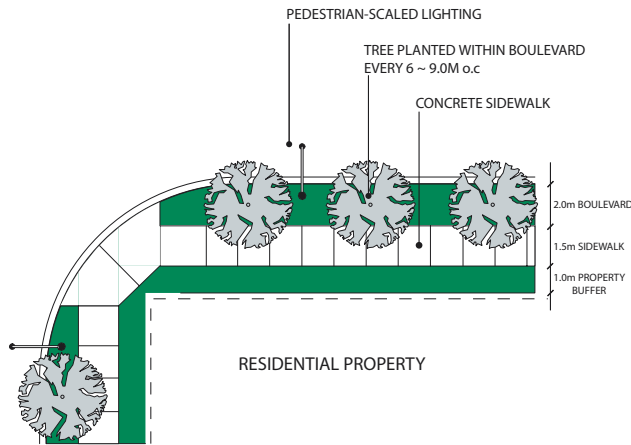 PEDESTRIAN-SCALED LIGHTING
TREE PLANTED WITHIN BOULEVARD
EVERY 6 ~ 9.0M o.c
CONCRETE SIDEWALK
2.0m BOULEVARD
1.5m SIDEWALK
1.0m PROPERTY
BUFFER
RESIDENTIAL PROPERTY